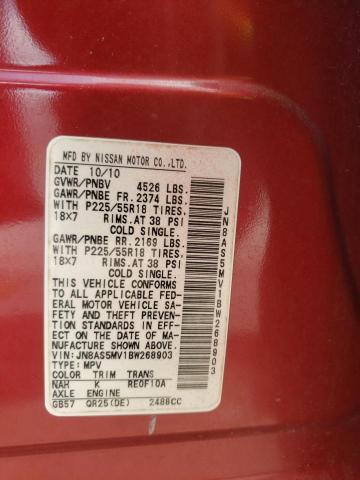 MFD BY NISSAN MOTOR CO.,LTD.
DATE 10/10
GVWR/PNBV 4526 LBS.
GAWR/PNBE FR. 2374 LBS.
WITH P225/55R18 TIRES.
18X7 RIMS.AT 38 PSI
COLD SINGLE.
GAWR/PNBE RR. 2169 LBS.
WITH P225/55R18 TIRES.
18X7 RIMS.AT 38 PSI
COLD SINGLE.
THIS VEHICLE CONFORMS
TO ALL APPLICABLE FED-
ERAL MOTOR VEHICLE SA-
FETY AND THEFT PREVENTION
STANDARDS IN EFF-
ECT ON THE DATE OF MA-
NUFACTURE SHOWN ABOVE.
VIN:JN8AS5MV1BW268903
TYPE: MPV
COLOR TRIM TRANS
NAH K RE0F10A
AXLE ENGINE
GB57 QR25(DE) 2488CC
JN8AS5MV1BW268903